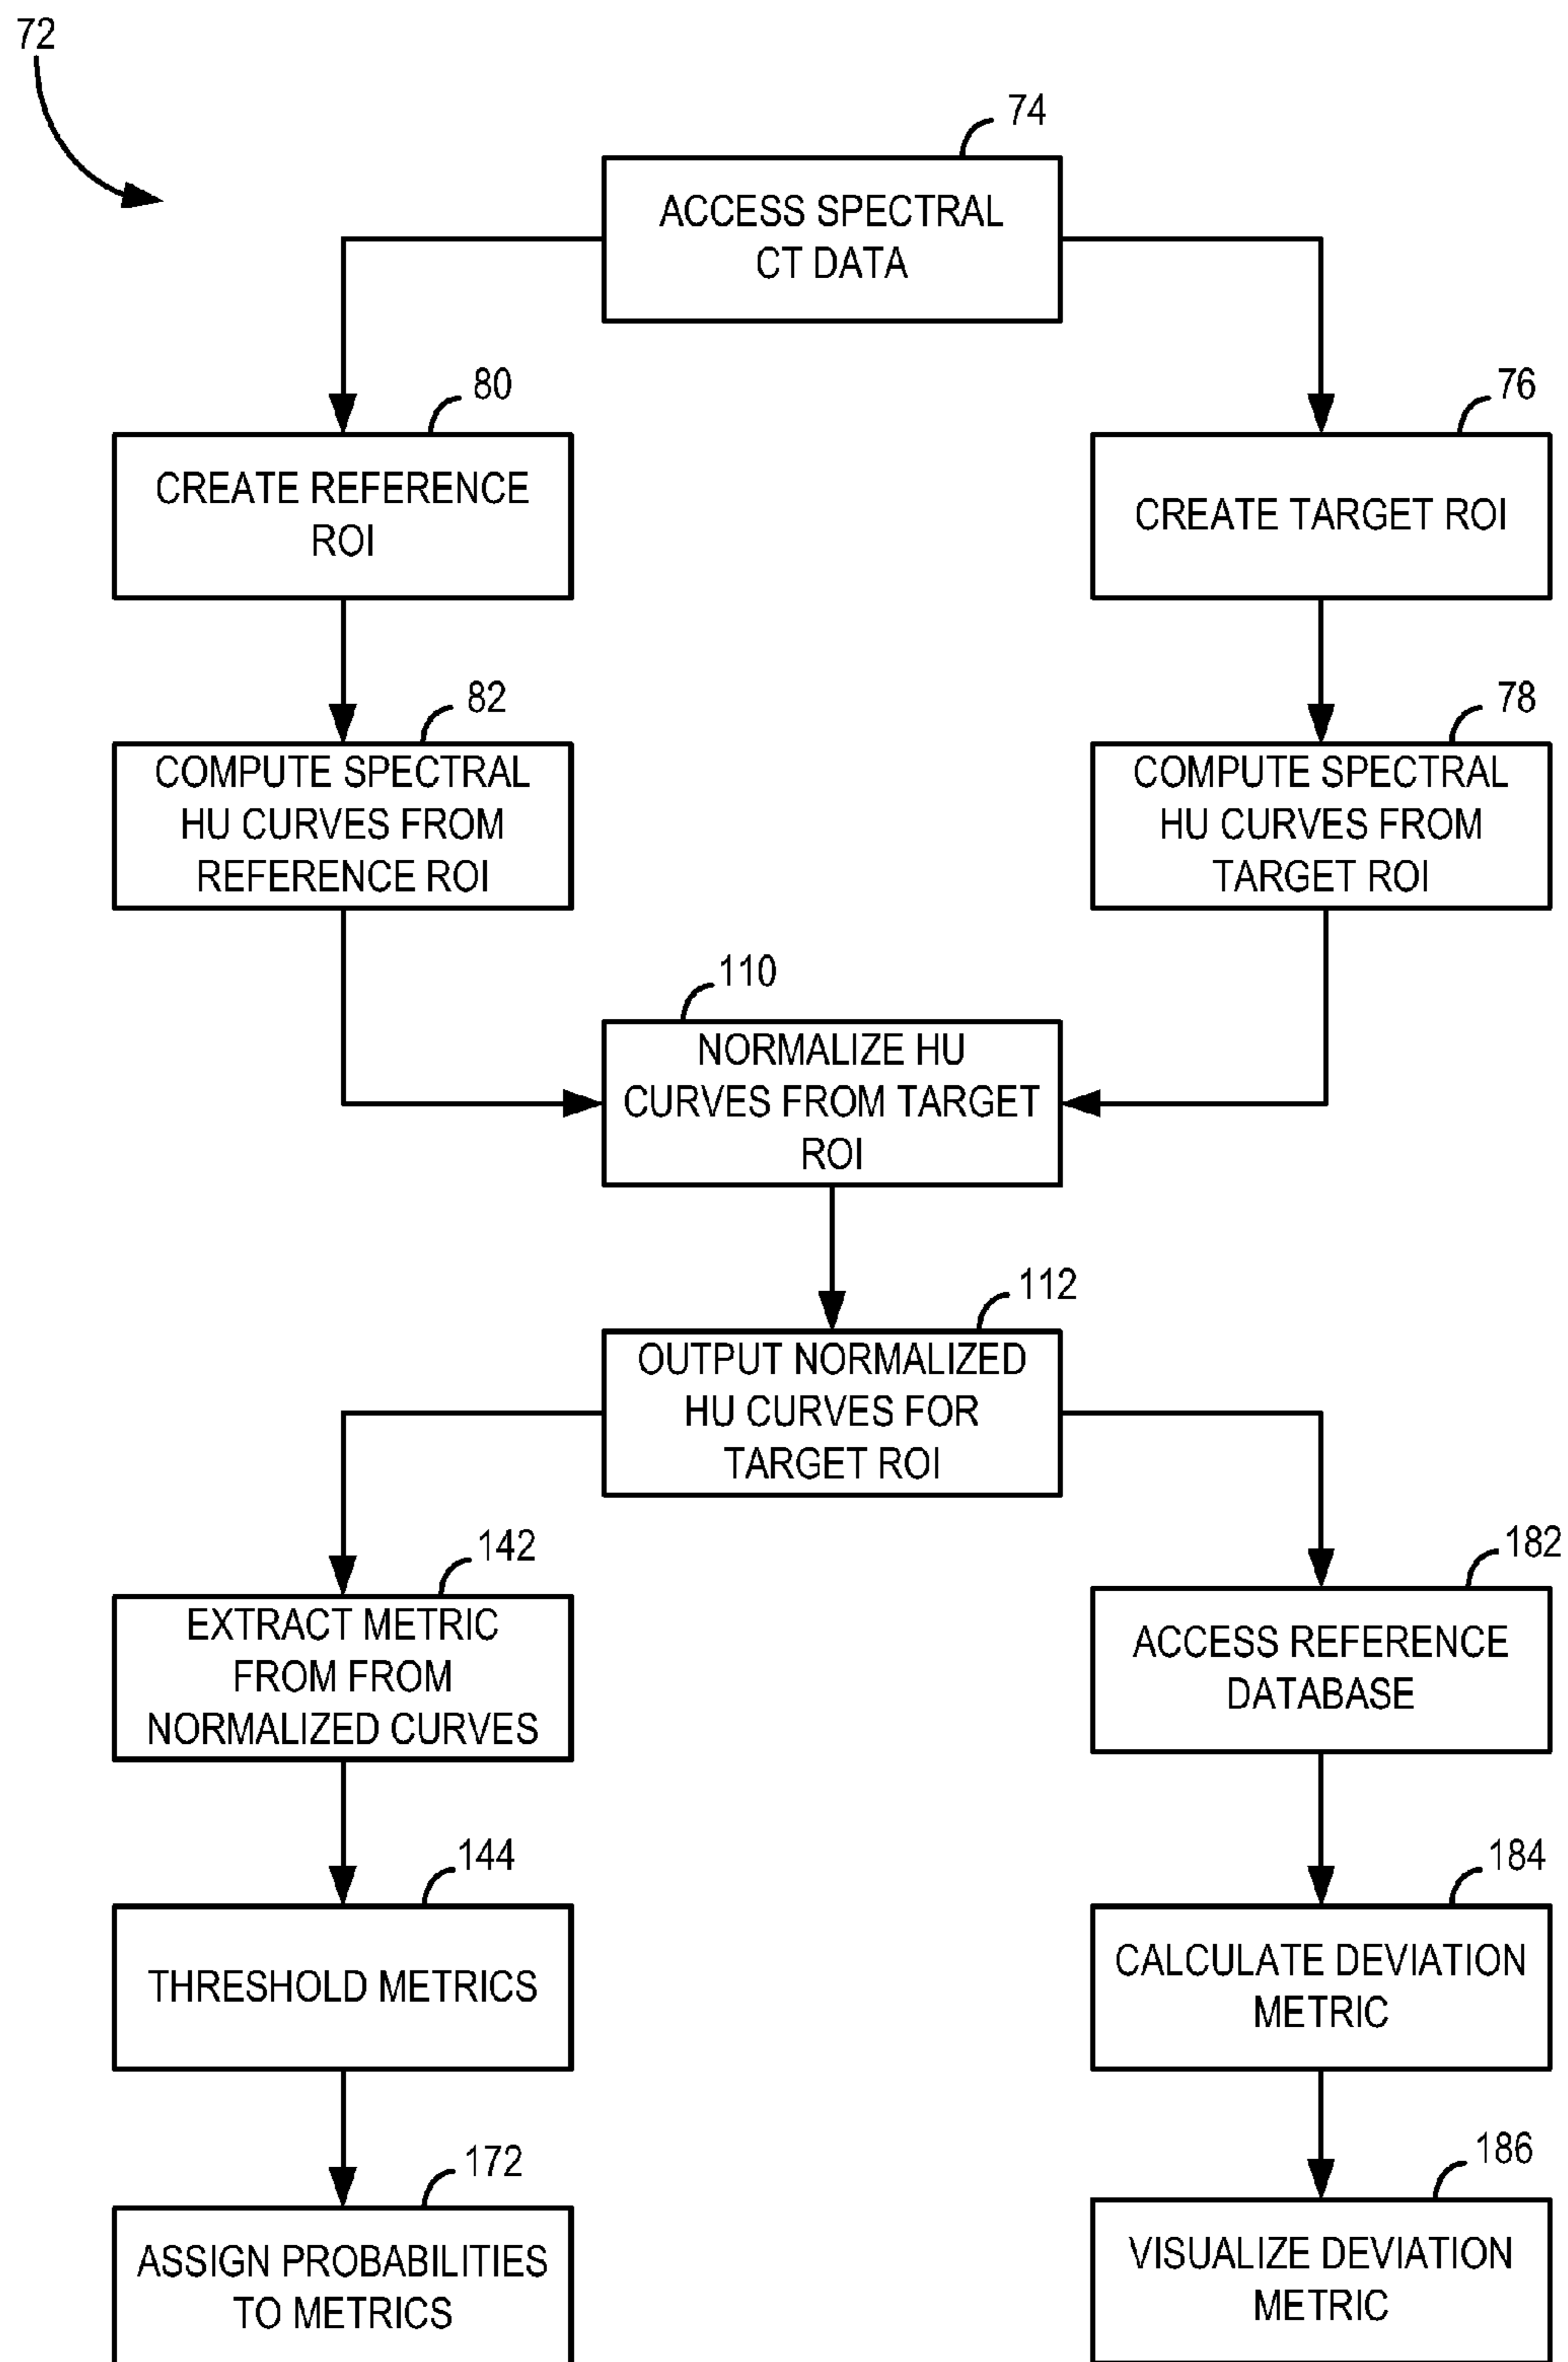 72
74
ACCESS SPECTRAL
CT DATA
80
CREATE REFERENCE
ROI
76
CREATE TARGET ROI
82
COMPUTE SPECTRAL
HU CURVES FROM
REFERENCE ROI
78
COMPUTE SPECTRAL
HU CURVES FROM
TARGET ROI
110
NORMALIZE HU
CURVES FROM TARGET
ROI
112
OUTPUT NORMALIZED
HU CURVES FOR
TARGET ROI
142
EXTRACT METRIC
FROM FROM
NORMALIZED CURVES
182
ACCESS REFERENCE
DATABASE
144
THRESHOLD METRICS
184
CALCULATE DEVIATION
METRIC
172
ASSIGN PROBABILITIES
TO METRICS
186
VISUALIZE DEVIATION
METRIC